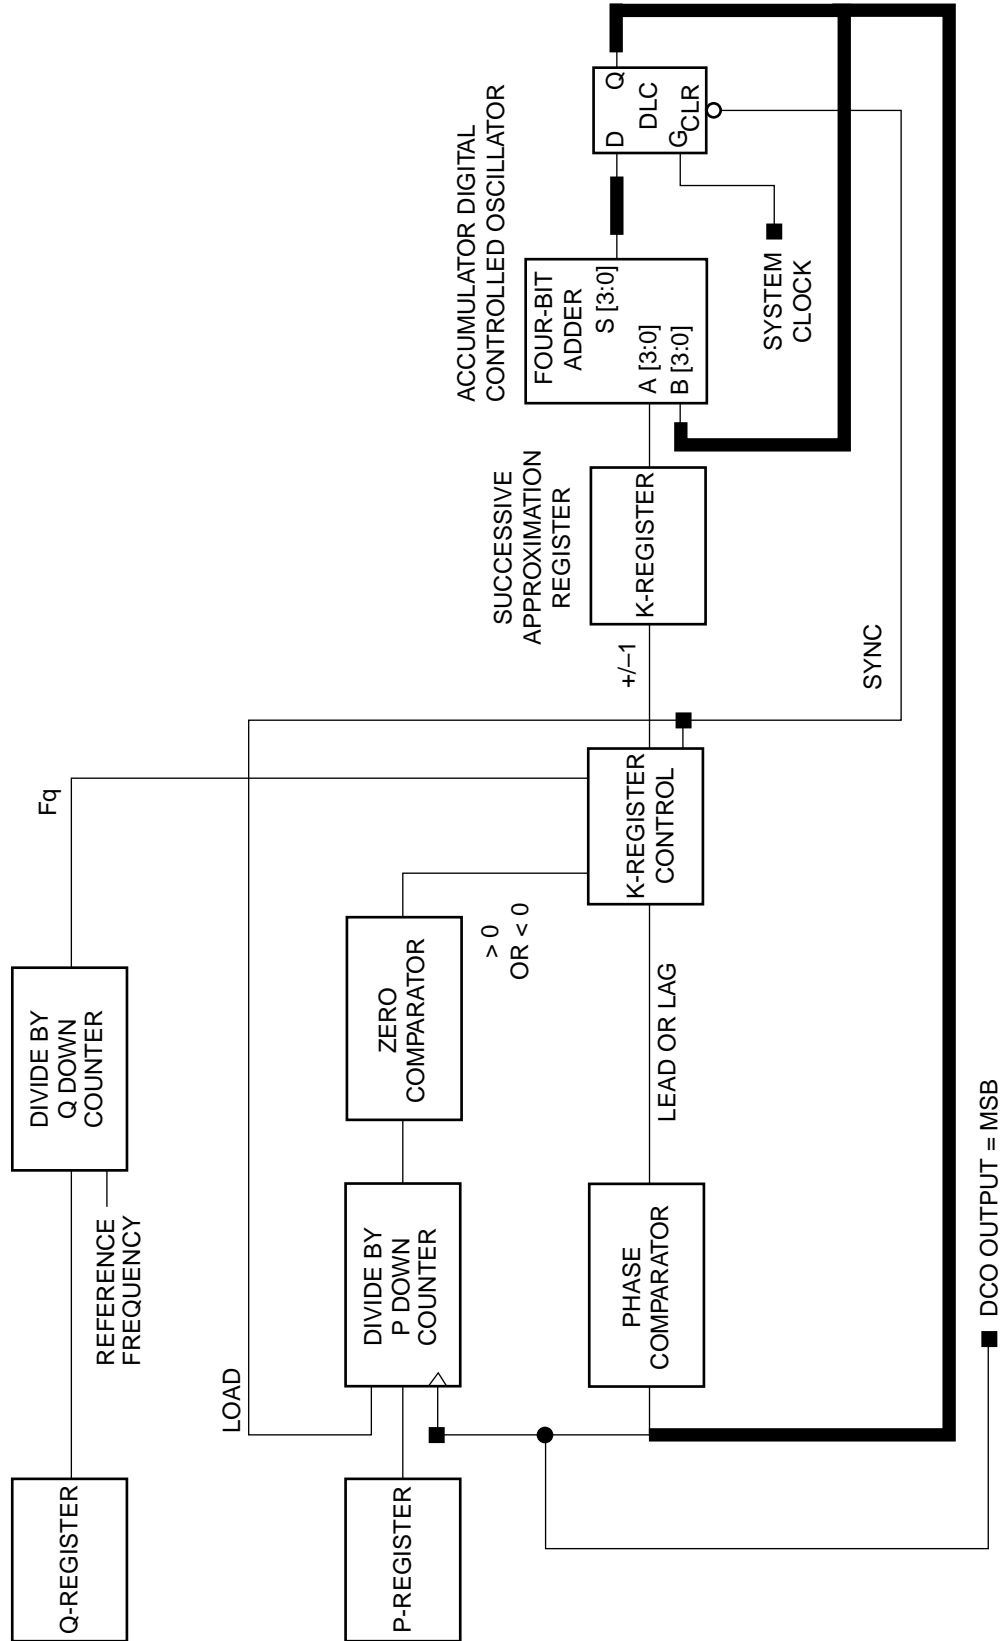 Q-REGISTER
REFERENCE
FREQUENCY
DIVIDE BY
Q DOWN
COUNTER
Fq
LOAD
P-REGISTER
DIVIDE BY
P DOWN
COUNTER
ZERO
COMPARATOR
> 0
OR < 0
PHASE
COMPARATOR
LEAD OR LAG
K-REGISTER
CONTROL
+/–1
SUCCESSIVE
APPROXIMATION
REGISTER
K-REGISTER
ACCUMULATOR DIGITAL
CONTROLLED OSCILLATOR
FOUR-BIT
ADDER
S [3:0]
A [3:0]
B [3:0]
D
Q
DLC
G
CLR
SYSTEM
CLOCK
SYNC
DCO OUTPUT = MSB